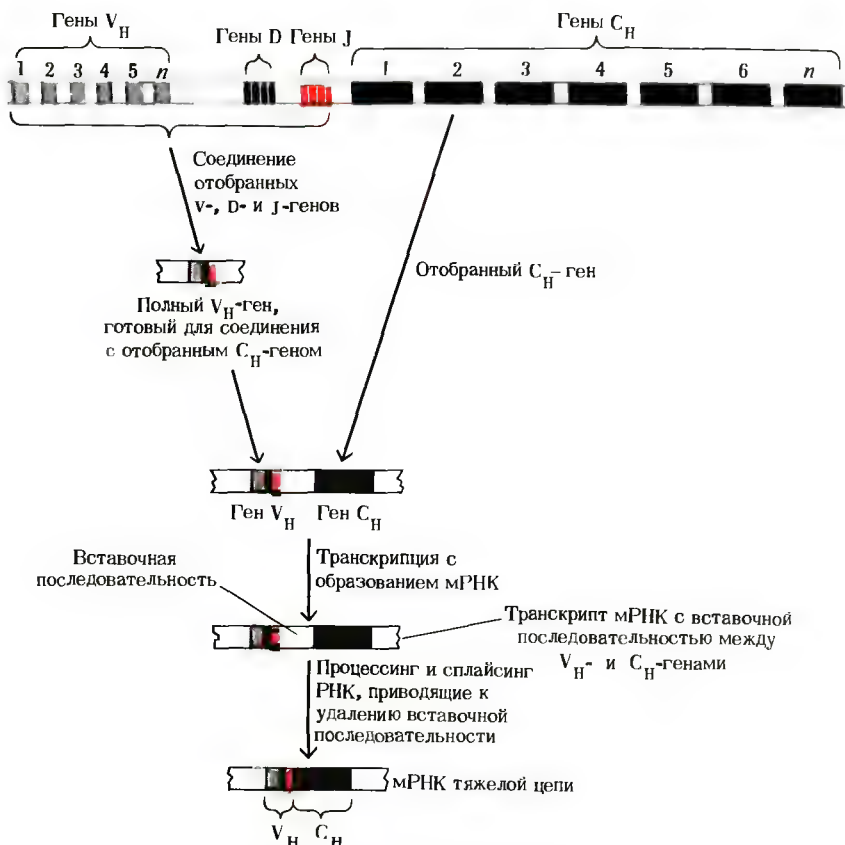 Гены V_H
Гены D Гены J
Гены C_H
1 2 3 4 5 n
1 2 3 4 5 6 n
Соединение
отобранных
V-, D- и J-генов
Отобранный C_H-ген
Полный V_H-ген,
готовый для соединения
с отобранным C_H-геном
Ген V_H Ген C_H
Вставочная
последовательность
Транскрипция с
образованием мРНК
Транскрипт мРНК с вставочной
последовательностью между
V_H- и C_H-генами
Процессинг и сплайсинг
РНК, приводящие к
удалению вставочной
последовательности
мРНК тяжелой цепи
V_H C_H